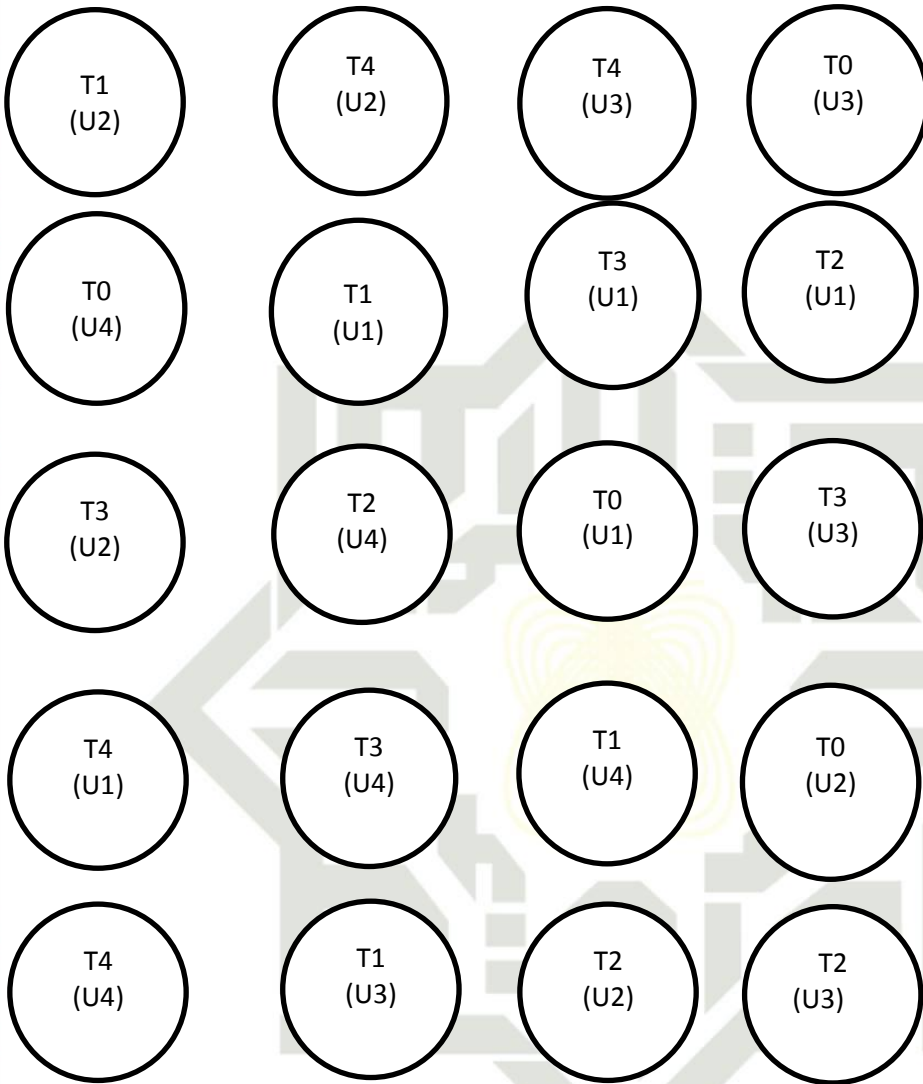 T1
(U2)
T4
(U2)
T4
(U3)
T0
(U3)
T0
(U4)
T1
(U1)
T3
(U1)
T2
(U1)
T3
(U2)
T2
(U4)
T0
(U1)
T3
(U3)
T4
(U1)
T3
(U4)
T1
(U4)
T0
(U2)
T4
(U4)
T1
(U3)
T2
(U2)
T2
(U3)